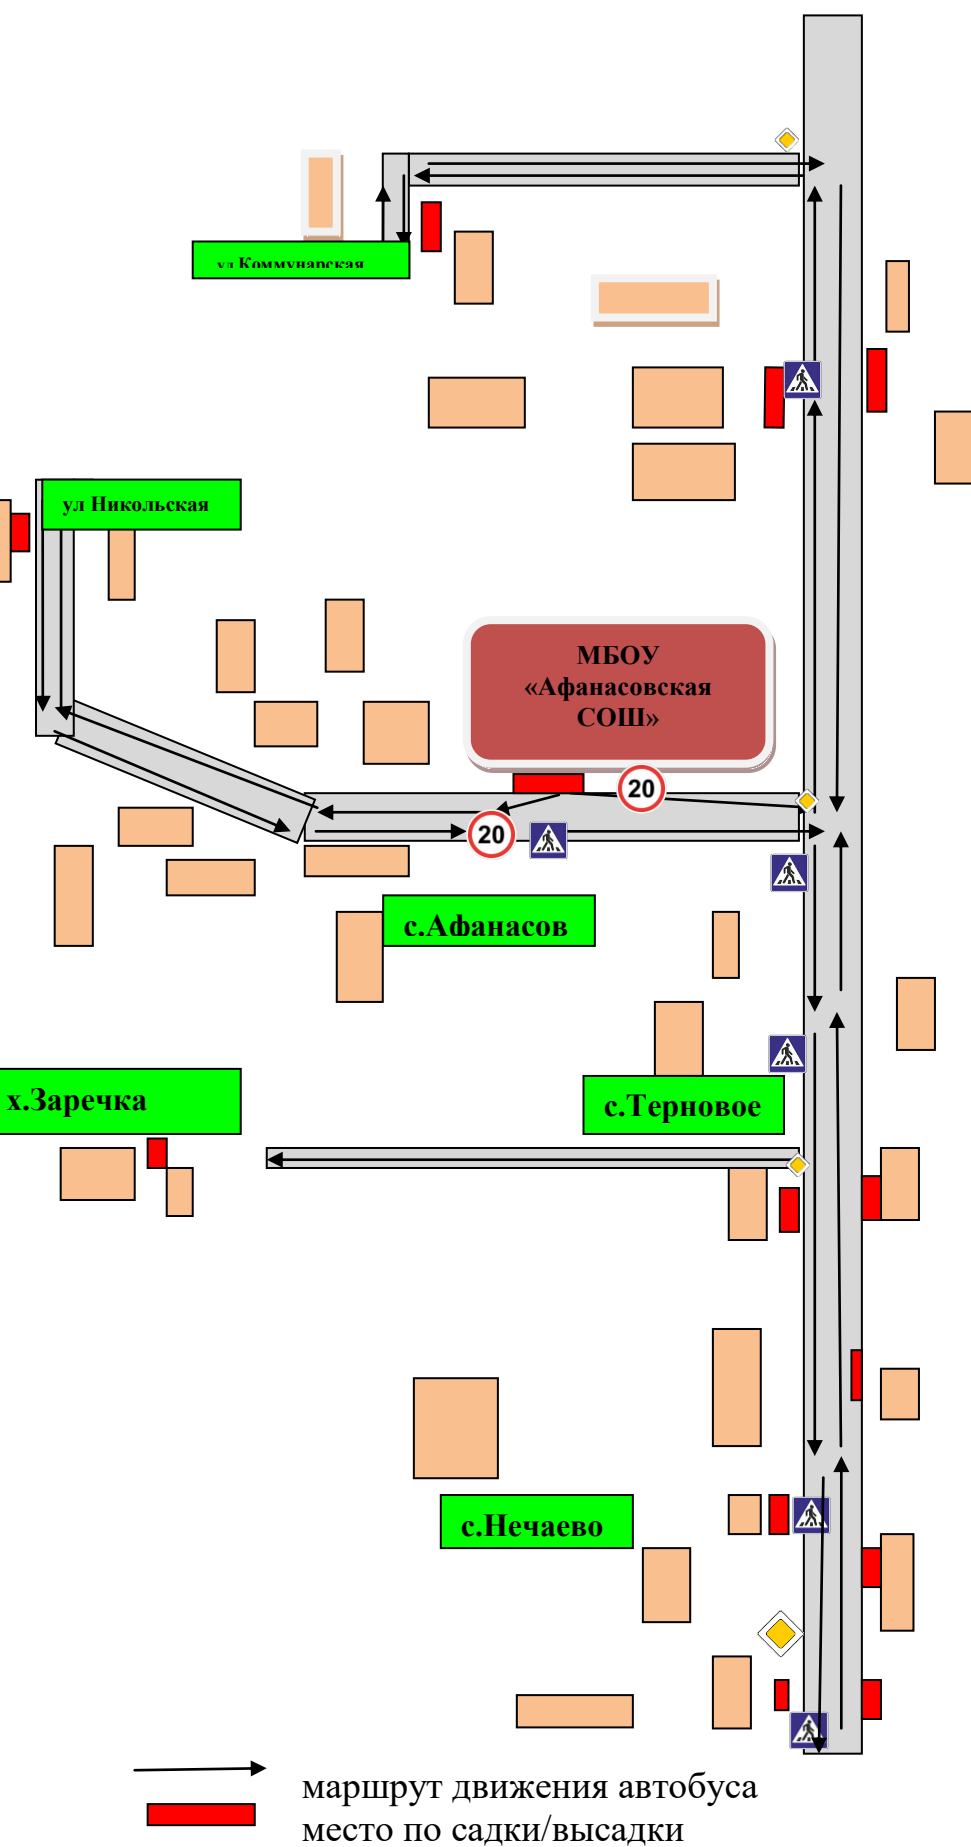 ул Коммунарская
ул Никольская
МБОУ
«Афанасовская
СОШ»
20
20
с.Афанасов
х.Заречка
с.Терновое
с.Нечаево
маршрут движения автобуса
место по садки/высадки